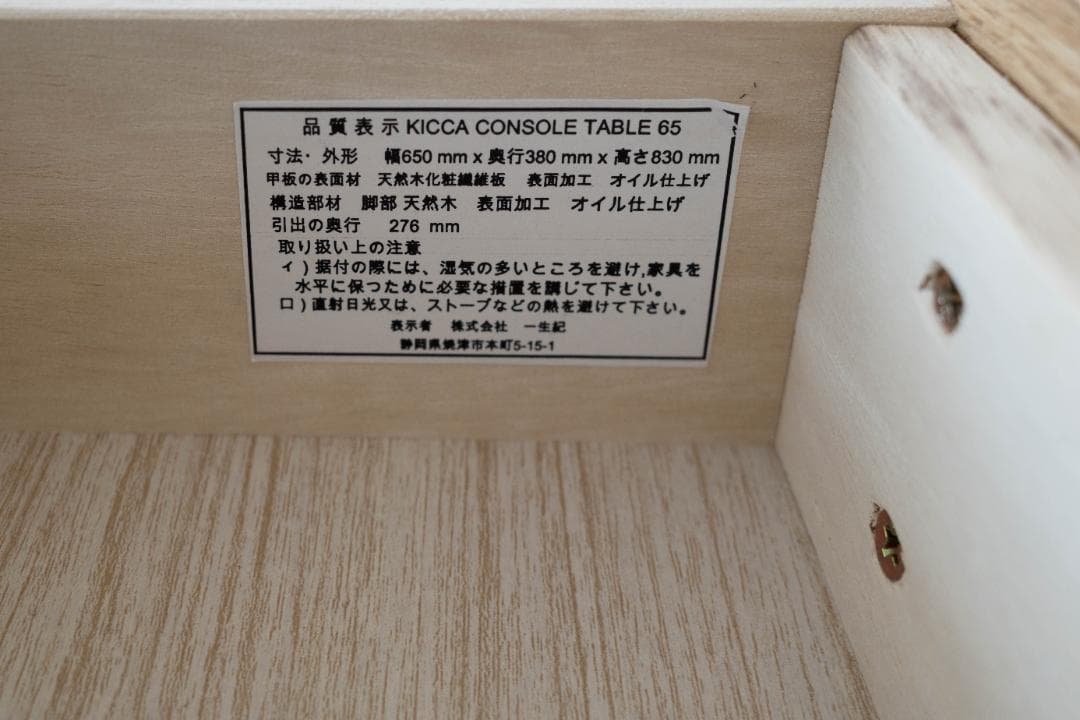 品質表示 KICCA CONSOLE TABLE 65
寸法・外形 幅650 mm x 奥行380 mm x 高さ830 mm
甲板の表面材 天然木化粧繊維板 表面加工 オイル仕上げ
構造部材 脚部 天然木 表面加工 オイル仕上げ
引出の奥行 276 mm
取り扱い上の注意
イ）据付の際には、湿気の多いところを避け,家具を
水平に保つために必要な措置を講じて下さい。
ロ）直射日光又は、ストーブなどの熱を避けて下さい。
表示者 株式会社 一生紀
静岡県焼津市本町5-15-1